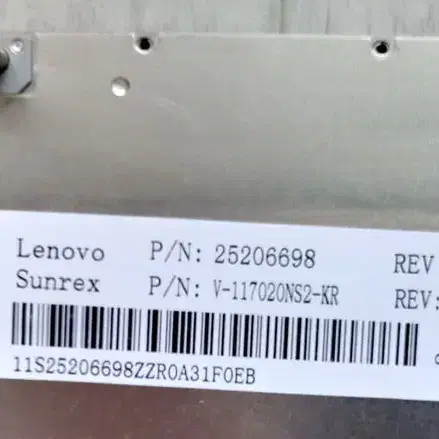 Lenovo P/N: 25206698 REV
Sunrex P/N: V-117020NS2-KR REV:
11S25206698ZZR0A31F0EB